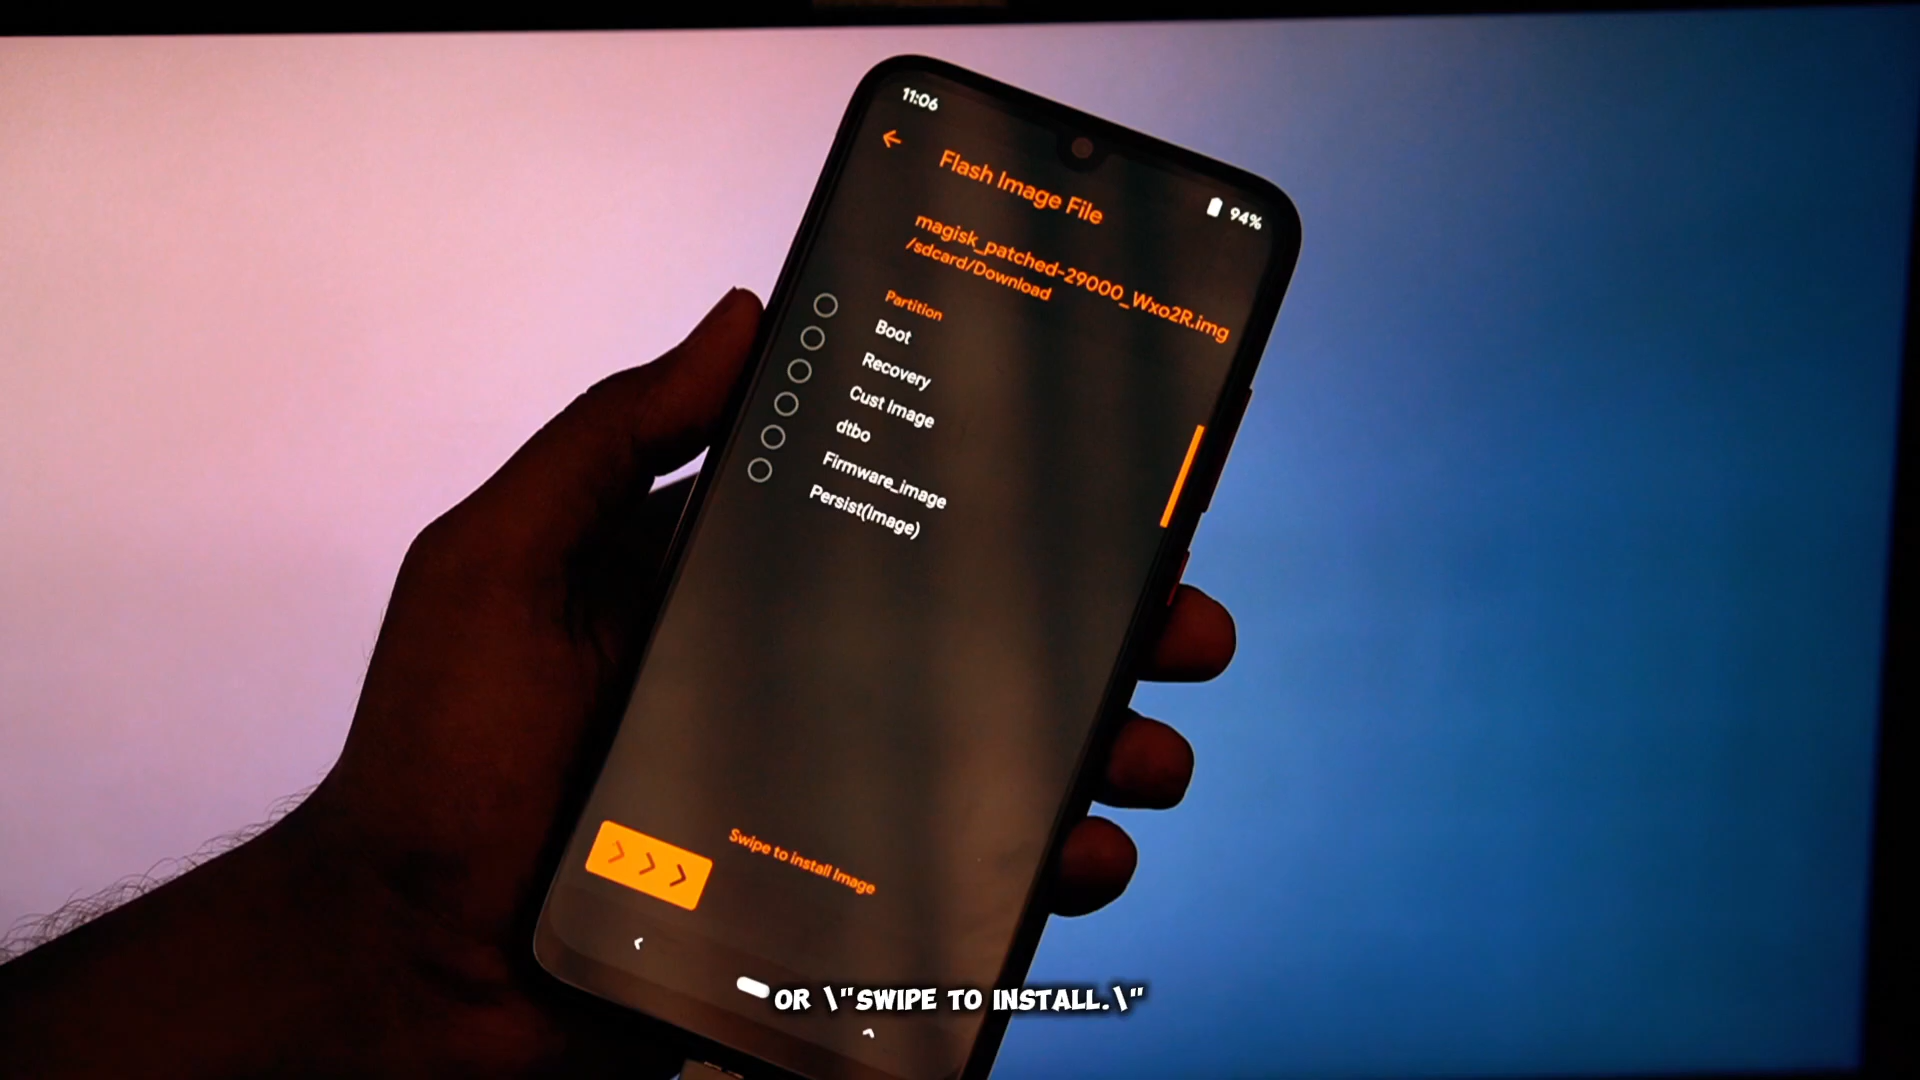 11:06
94%
Flash Image File
magisk_patched-29000_Wxo2R.img
/sdcard/Download
Partition
Boot
Recovery
Cust Image
dtbo
Firmware_image
Persist(Image)
Swipe to install Image
OR \"SWIPE TO INSTALL.\"